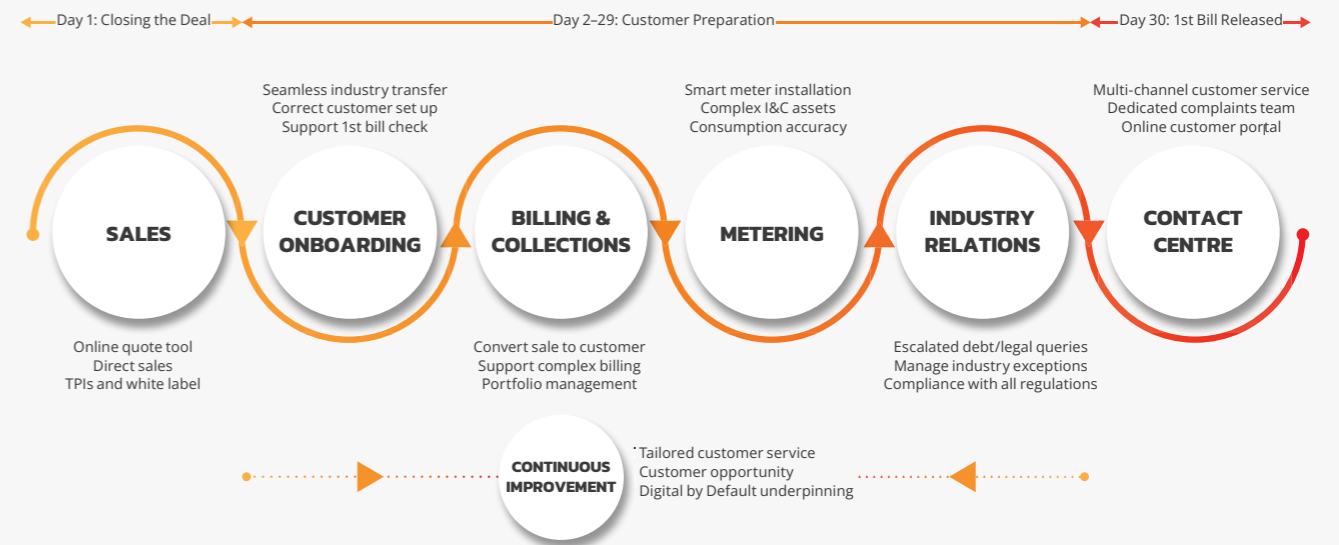 Day 1: Closing the Deal
Day 2–29: Customer Preparation
Day 30: 1st Bill Released
Seamless industry transfer
Correct customer set up
Support 1st bill check
Smart meter installation
Complex I&C assets
Consumption accuracy
Multi-channel customer service
Dedicated complaints team
Online customer portal
SALES
CUSTOMER
ONBOARDING
BILLING &
COLLECTIONS
METERING
INDUSTRY
RELATIONS
CONTACT
CENTRE
Online quote tool
Direct sales
TPIs and white label
Convert sale to customer
Support complex billing
Portfolio management
Escalated debt/legal queries
Manage industry exceptions
Compliance with all regulations
CONTINUOUS
IMPROVEMENT
Tailored customer service
Customer opportunity
Digital by Default underpinning